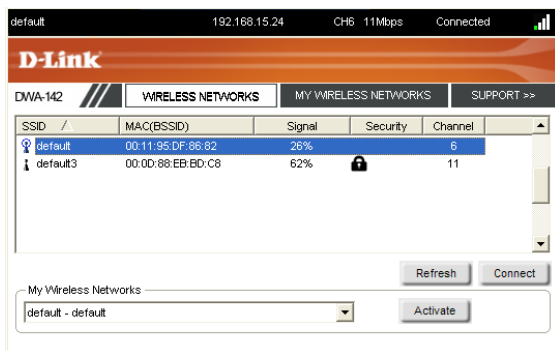 default 192.168.15.24 CH6 11Mbps Connected
D-Link
DWA-142 WIRELESS NETWORKS MY WIRELESS NETWORKS SUPPORT >>
SSID MAC(BSSID) Signal Security Channel
default 00:11:95:DF:86:82 26% 6
default3 00:0D:88:EB:BD:C8 62% 11
Refresh Connect
My Wireless Networks
default - default Activate